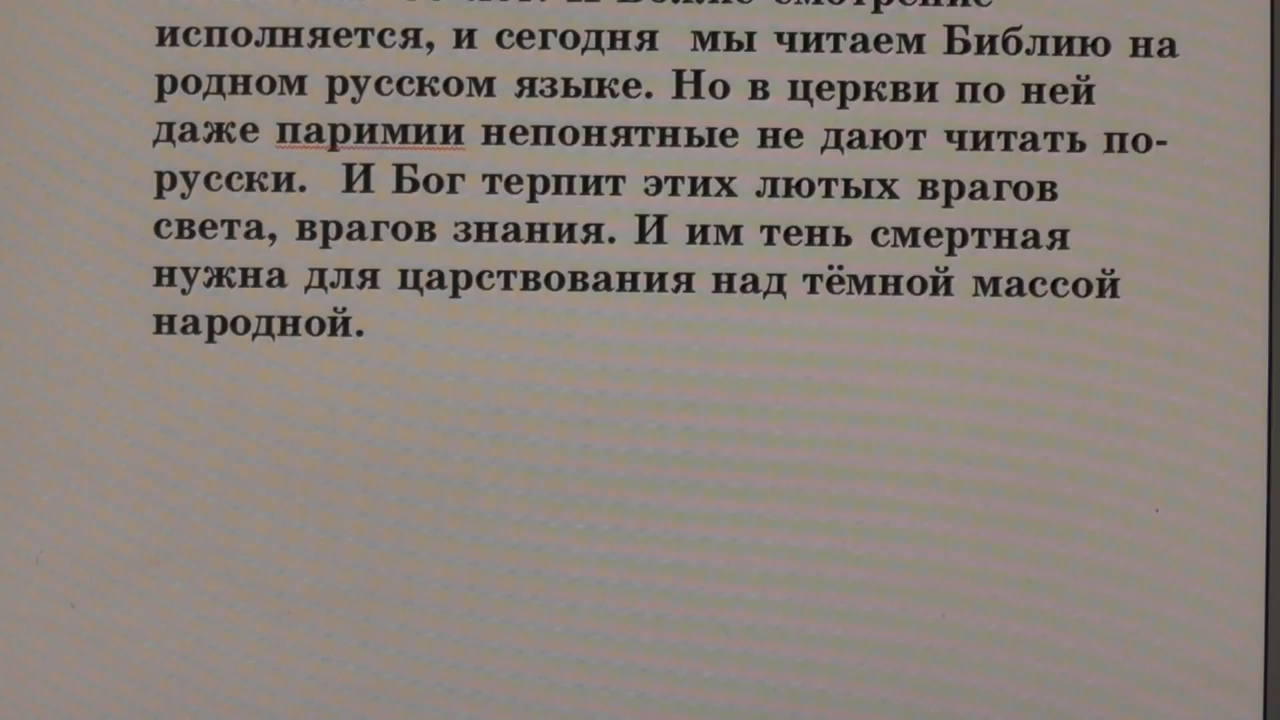 смотрение
исполняется, и сегодня мы читаем Библию на
родном русском языке. Но в церкви по ней
даже паримии непонятные не дают читать по-
русски. И Бог терпит этих лютых врагов
света, врагов знания. И им тень смертная
нужна для царствования над тёмной массой
народной.